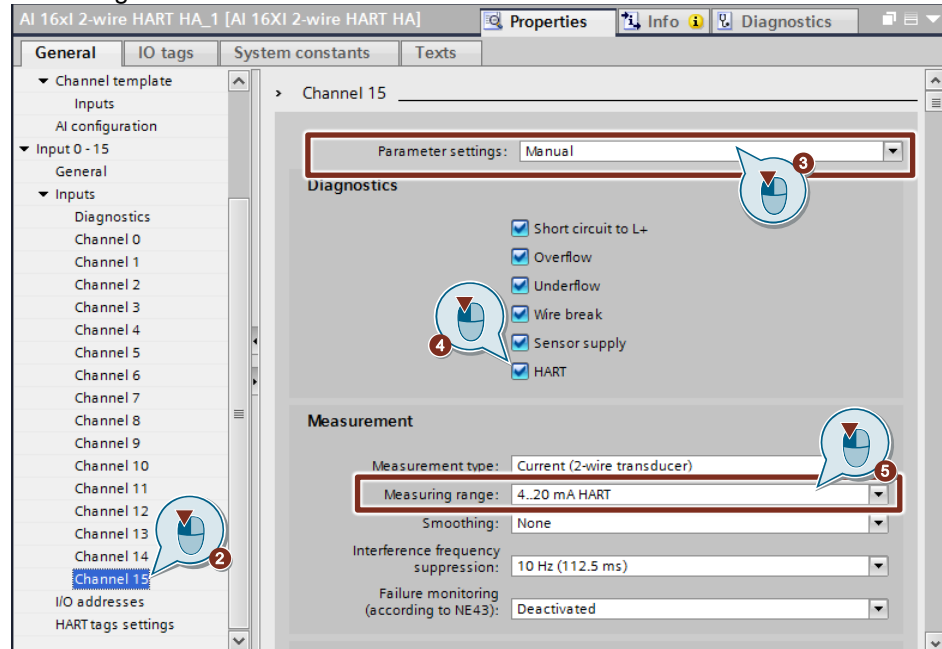 AI 16xI 2-wire HART HA_1 [AI 16XI 2-wire HART HA]
Properties
Info
Diagnostics
General
IO tags
System constants
Texts
Channel template
Inputs
AI configuration
Input 0 - 15
General
Inputs
Diagnostics
Channel 0
Channel 1
Channel 2
Channel 3
Channel 4
Channel 5
Channel 6
Channel 7
Channel 8
Channel 9
Channel 10
Channel 11
Channel 12
Channel 13
Channel 14
2
Channel 15
I/O addresses
HART tags settings
Channel 15
Parameter settings: Manual
3
Diagnostics
Short circuit to L+
Overflow
Underflow
Wire break
4
Sensor supply
HART
Measurement
Measurement type: Current (2-wire transducer)
5
Measuring range: 4..20 mA HART
Smoothing: None
Interference frequency
suppression: 10 Hz (112.5 ms)
Failure monitoring
(according to NE43): Deactivated